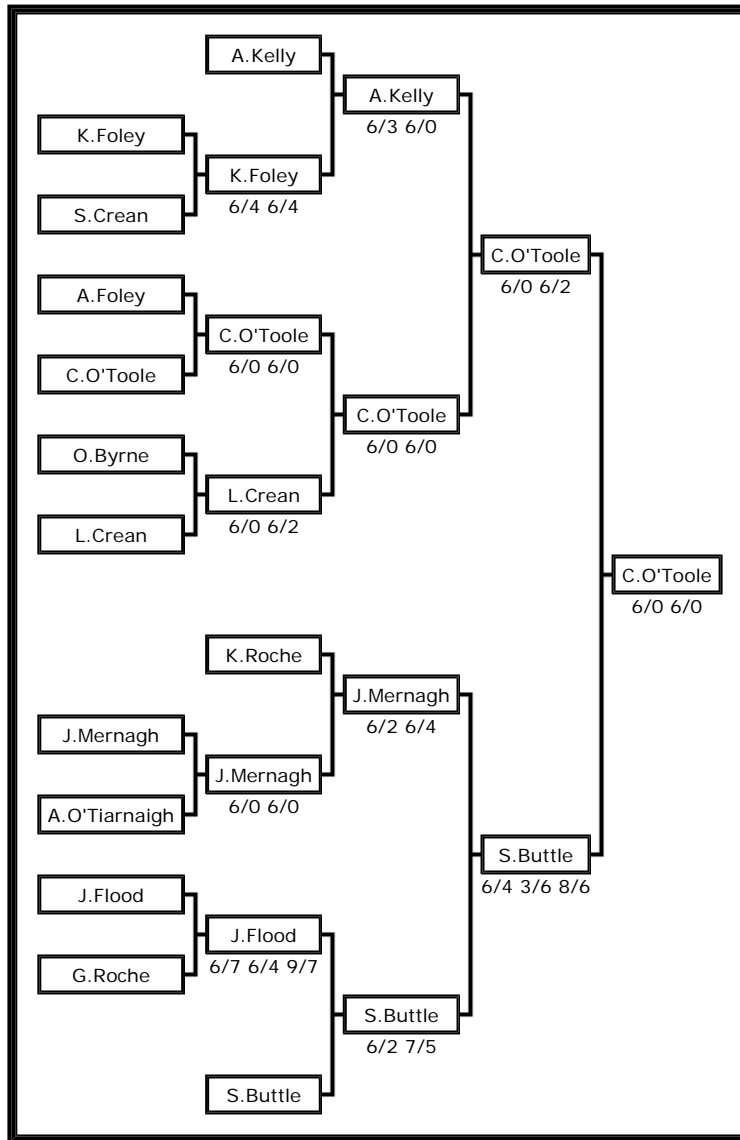 A.Kelly
A.Kelly
6/3 6/0
K.Foley
K.Foley
6/4 6/4
S.Crean
C.O'Toole
6/0 6/2
A.Foley
C.O'Toole
6/0 6/0
C.O'Toole
C.O'Toole
6/0 6/0
O.Byrne
L.Crean
6/0 6/2
L.Crean
C.O'Toole
6/0 6/0
K.Roche
J.Mernagh
6/2 6/4
J.Mernagh
J.Mernagh
6/0 6/0
A.O'Tiarnaigh
S.Buttle
6/4 3/6 8/6
J.Flood
J.Flood
6/7 6/4 9/7
G.Roche
S.Buttle
6/2 7/5
S.Buttle